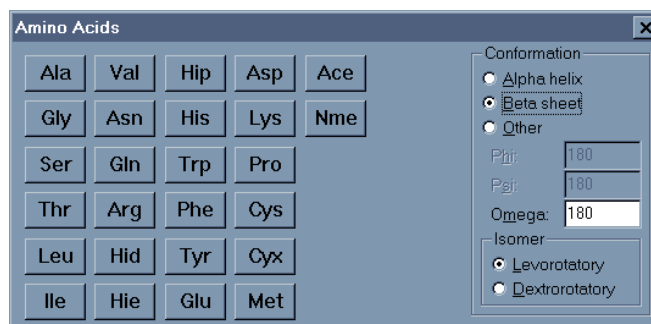 Amino Acids
Ala Val Hip Asp Ace
Gly Asn His Lys Nme
Ser Gln Trp Pro
Thr Arg Phe Cys
Leu Hid Tyr Cyx
Ile Hie Glu Met
Conformation
Alpha helix
Beta sheet
Other
Phi: 180
Psi: 180
Omega: 180
Isomer
Levorotatory
Dextrorotatory